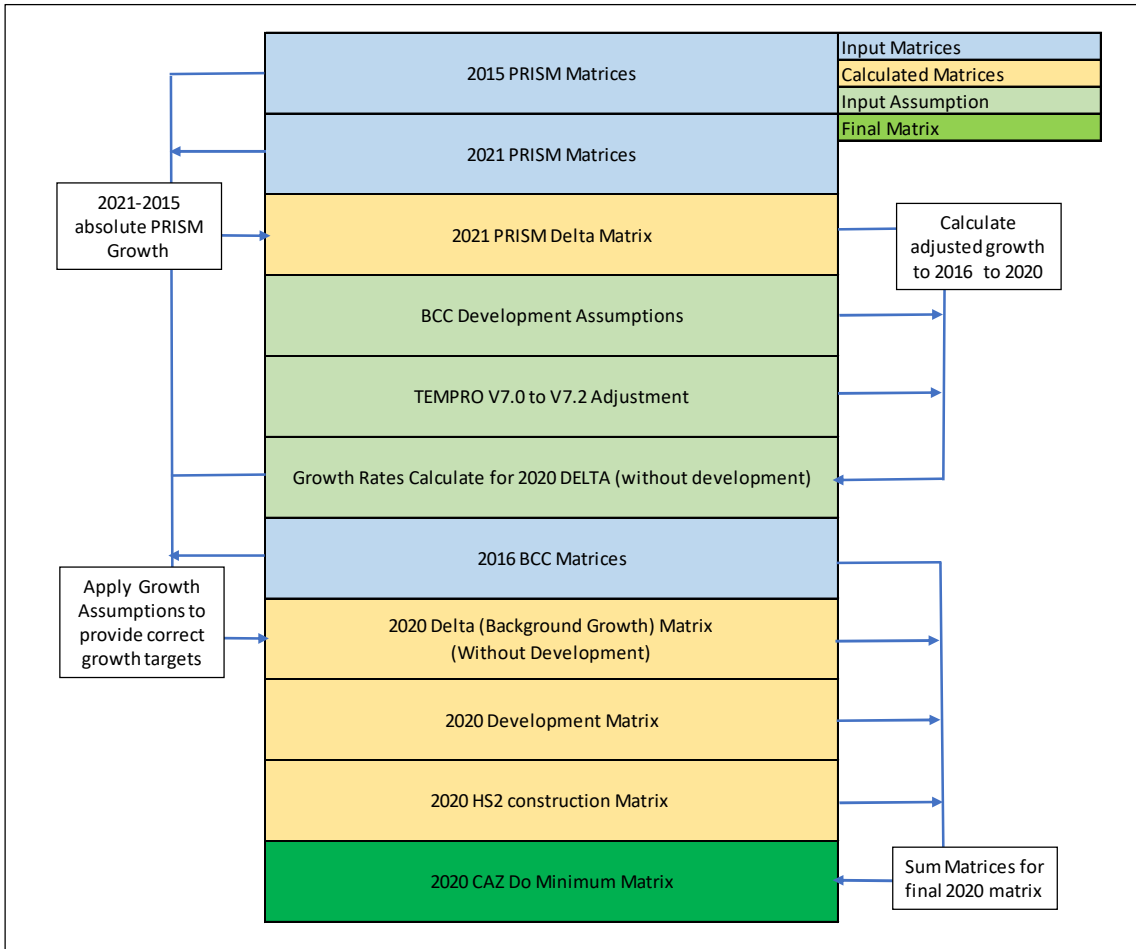 2015 PRISM Matrices
Input Matrices
Calculated Matrices
Input Assumption
Final Matrix
2021 PRISM Matrices
2021-2015
absolute PRISM
Growth
2021 PRISM Delta Matrix
Calculate
adjusted growth
to 2016 to 2020
BCC Development Assumptions
TEMPRO V7.0 to V7.2 Adjustment
Growth Rates Calculate for 2020 DELTA (without development)
2016 BCC Matrices
Apply Growth
Assumptions to
provide correct
growth targets
2020 Delta (Background Growth) Matrix
(Without Development)
2020 Development Matrix
2020 HS2 construction Matrix
2020 CAZ Do Minimum Matrix
Sum Matrices for
final 2020 matrix